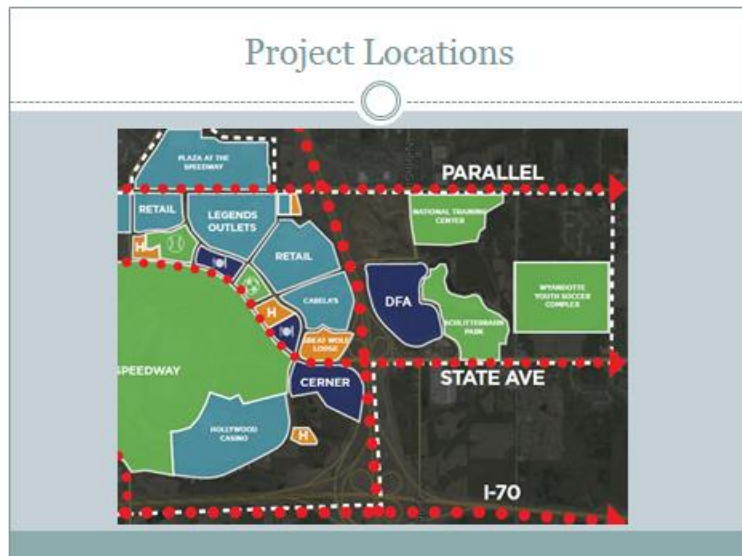 Project Locations
PLAZA AT THE
SPEEDWAY
PARALLEL
RETAIL
LEGENDS
OUTLETS
NATIONAL TRAINING
CENTER
H
RETAIL
CABELA'S
DFA
SCHLITTERBAHN
PARK
WYANDOTTE
YOUTH SOCCER
COMPLEX
H
GREAT WOLF
LODGE
SPEEDWAY
CERNER
STATE AVE
HOLLYWOOD
CASINO
H
I-70